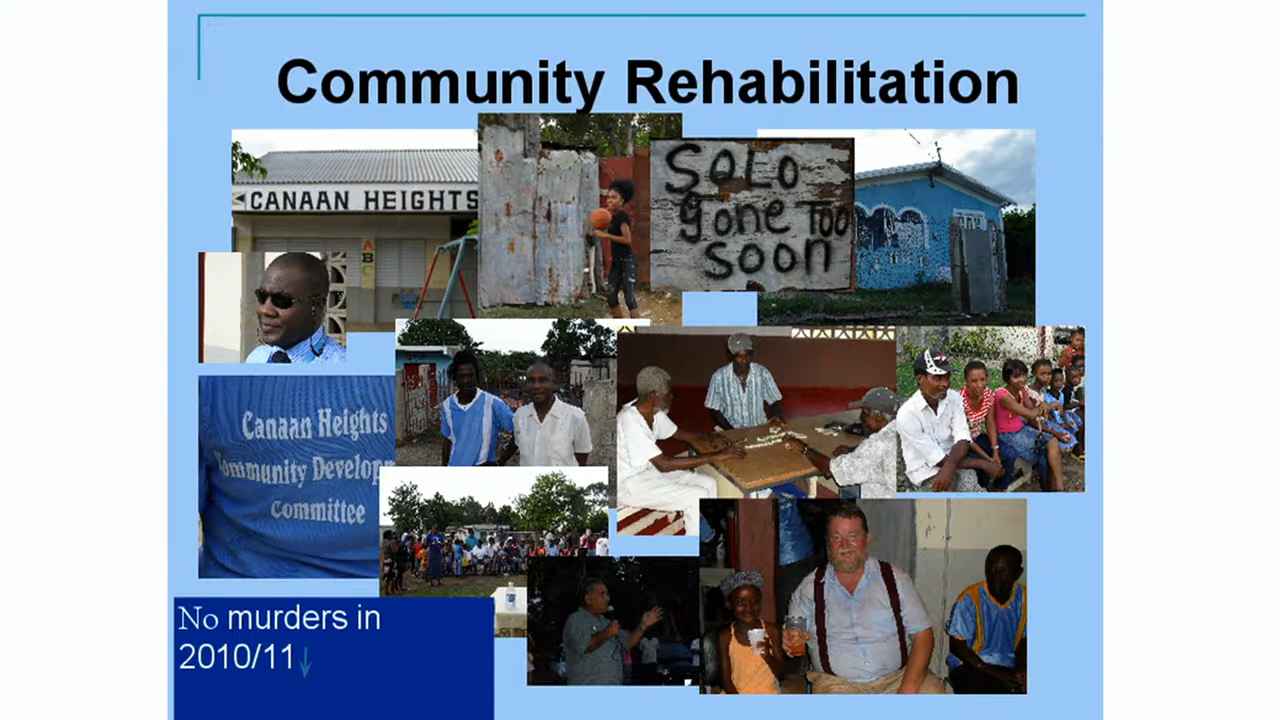 Community Rehabilitation
CANAAN HEIGHTS
A
B
C
SOLO
gone Too
soon
Canaan Heights
Community Develop
Committee
No murders in
2010/11↓